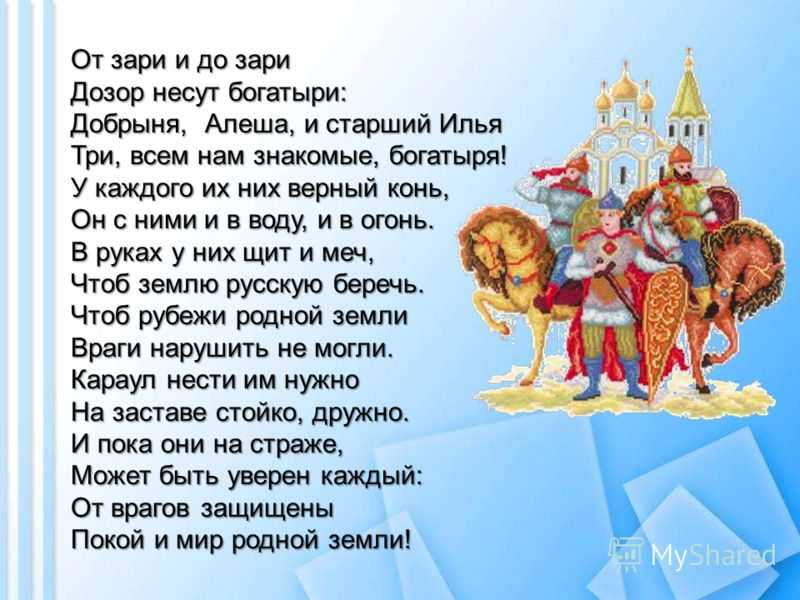 От зари и до зари
Дозор несут богатыри:
Добрыня, Алеша, и старший Илья
Три, всем нам знакомые, богатыря!
У каждого их них верный конь,
Он с ними и в воду, и в огонь.
В руках у них щит и меч,
Чтоб землю русскую беречь.
Чтоб рубежи родной земли
Враги нарушить не могли.
Караул нести им нужно
На заставе стойко, дружно.
И пока они на страже,
Может быть уверен каждый:
От врагов защищены
Покой и мир родной земли!
MyShared